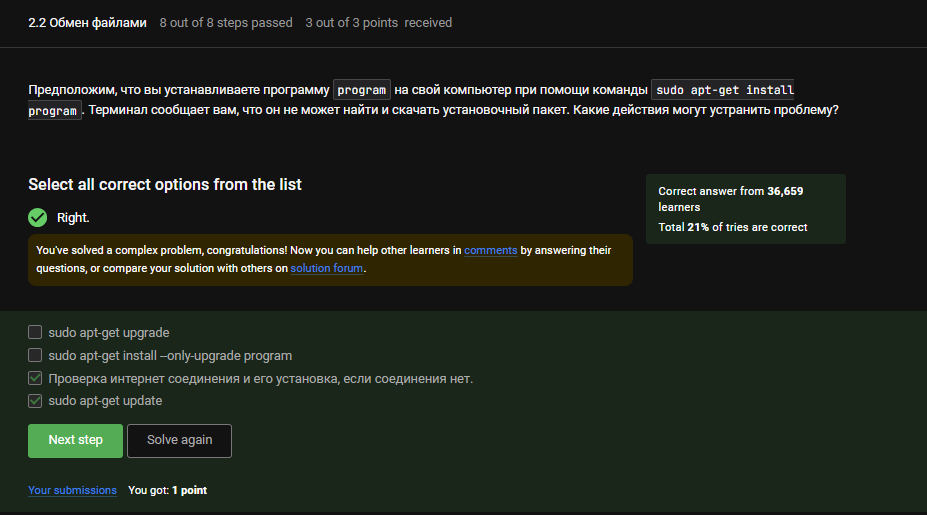 2.2 Обмен файлами 8 out of 8 steps passed 3 out of 3 points received
Предположим, что вы устанавливаете программу program на свой компьютер при помощи команды sudo apt-get install
program. Терминал сообщает вам, что он не может найти и скачать установочный пакет. Какие действия могут устранить проблему?
Select all correct options from the list
Correct answer from 36,659
learners
Total 21% of tries are correct
Right.
You've solved a complex problem, congratulations! Now you can help other learners in comments by answering their
questions, or compare your solution with others on solution forum.
sudo apt-get upgrade
sudo apt-get install --only-upgrade program
Проверка интернет соединения и его установка, если соединения нет.
sudo apt-get update
Next step Solve again
Your submissions You got: 1 point